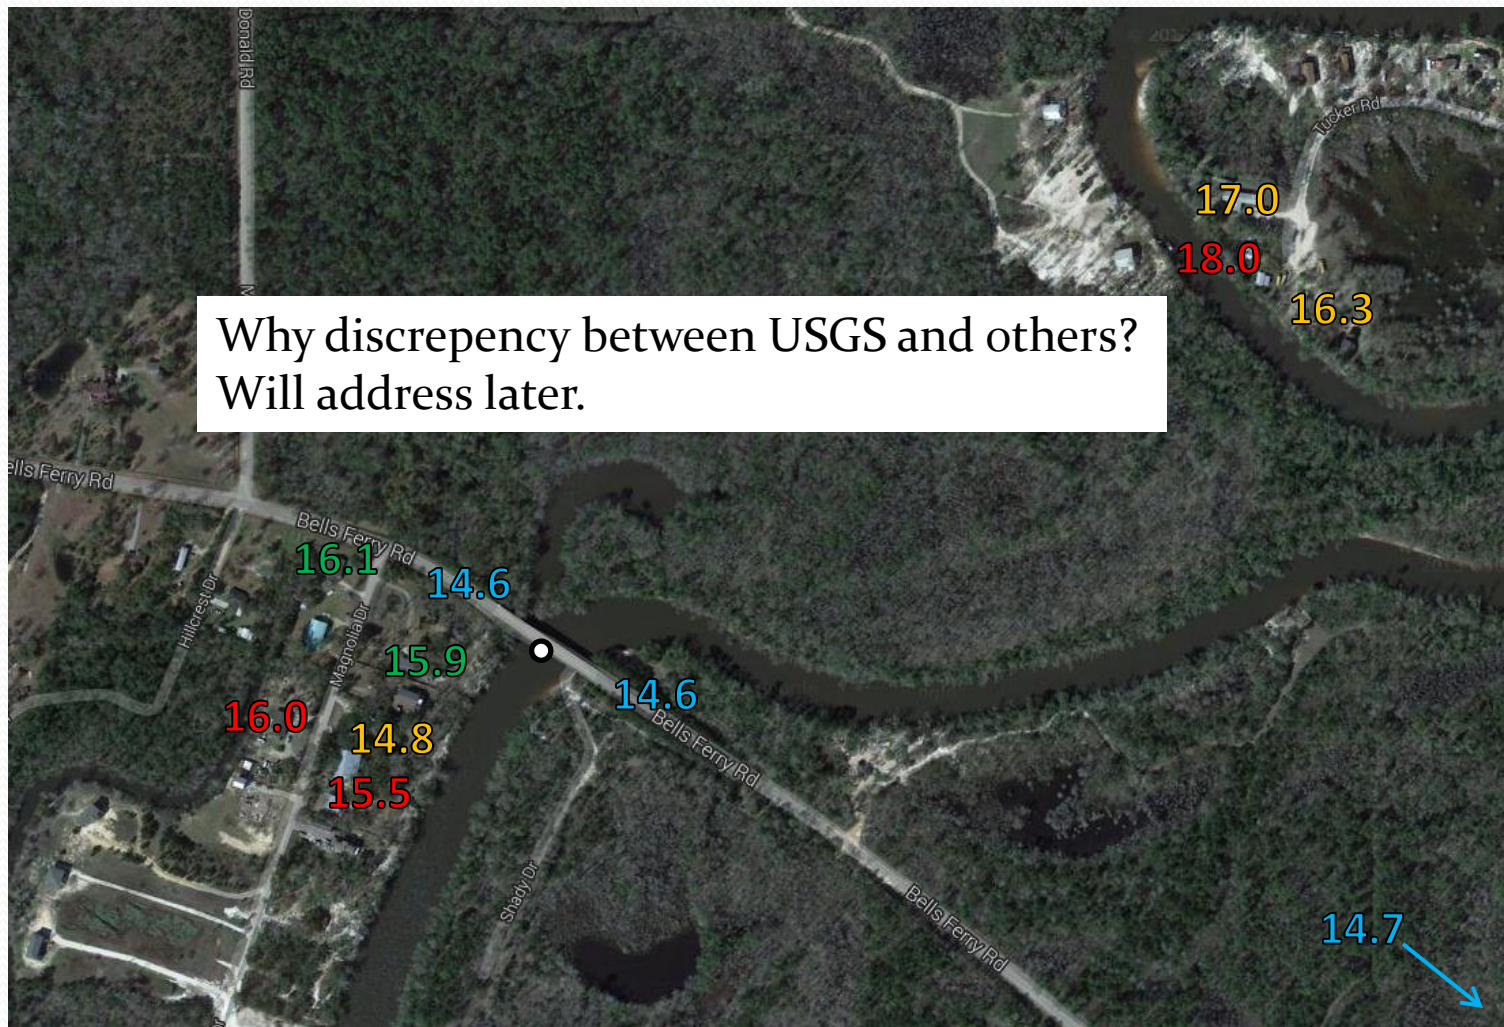 Donald Rd
M
Tucker Rd
17.0
18.0
16.3
Why discrepency between USGS and others?
Will address later.
ells Ferry Rd
Bells Ferry Rd
16.1
14.6
Hillcrest Dr
Magnolia Dr
15.9
14.6
16.0
Bells Ferry Rd
14.8
15.5
Shady Dr
Bells Ferry Rd
14.7
r